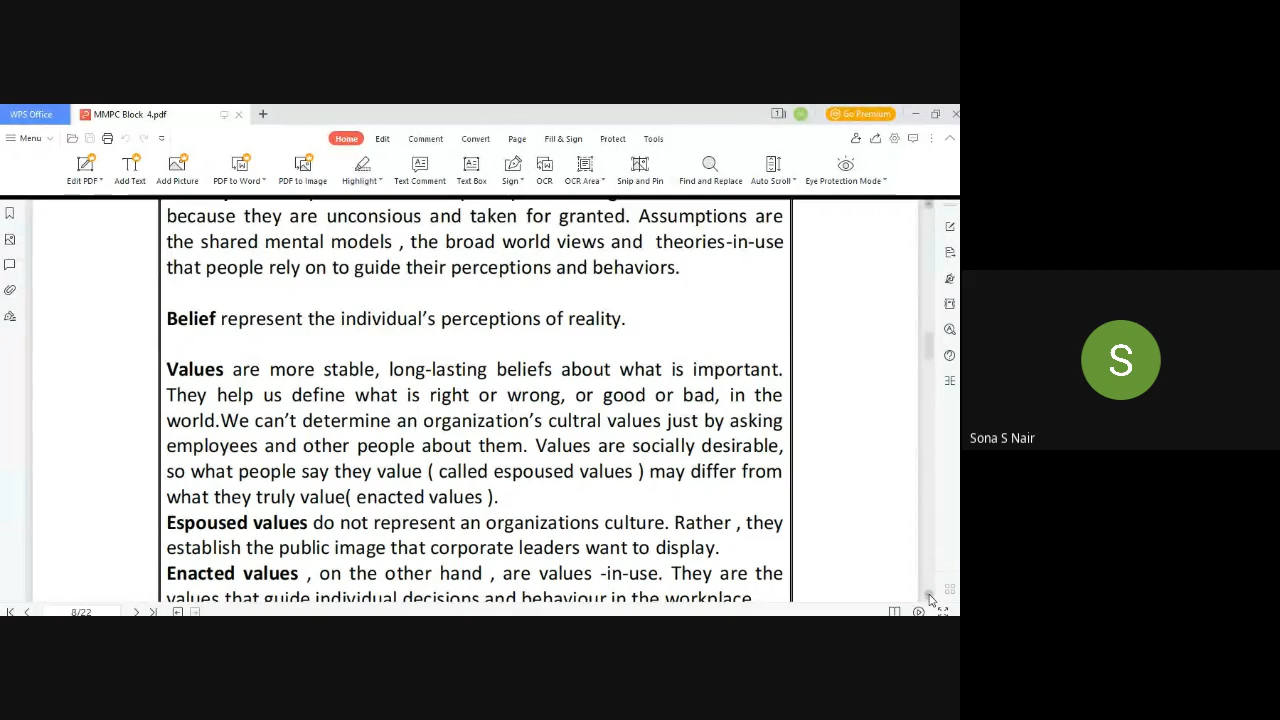 WPS Office
MMPC Block 4.pdf
Go Premium
Menu
Home Edit Comment Convert Page Fill & Sign Protect Tools
Edit PDF Add Text Add Picture PDF to Word PDF to Image Highlight Text Comment Text Box Sign OCR OCR Area Snip and Pin Find and Replace Auto Scroll Eye Protection Mode
because they are unconsious and taken for granted. Assumptions are
the shared mental models , the broad world views and theories-in-use
that people rely on to guide their perceptions and behaviors.
Belief represent the individual’s perceptions of reality.
Values are more stable, long-lasting beliefs about what is important.
They help us define what is right or wrong, or good or bad, in the
world.We can’t determine an organization’s cultral values just by asking
employees and other people about them. Values are socially desirable,
so what people say they value ( called espoused values ) may differ from
what they truly value( enacted values ).
Espoused values do not represent an organizations culture. Rather , they
establish the public image that corporate leaders want to display.
Enacted values , on the other hand , are values -in-use. They are the
values that guide individual decisions and behaviour in the workplace.
8/22
S
Sona S Nair